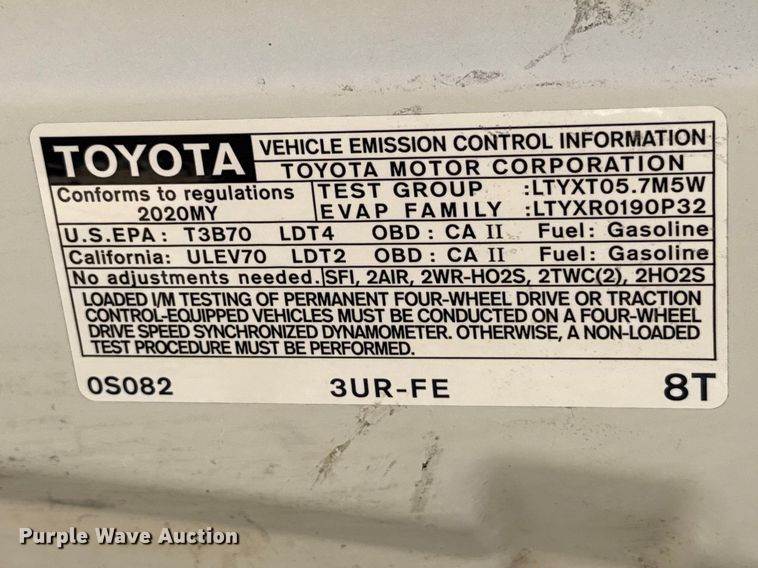 TOYOTA
VEHICLE EMISSION CONTROL INFORMATION
TOYOTA MOTOR CORPORATION
Conforms to regulations
2020MY
TEST GROUP :LTYXT05.7M5W
EVAP FAMILY :LTYXR0190P32
U.S.EPA: T3B70 LDT4 OBD: CA II Fuel: Gasoline
California: ULEV70 LDT2 OBD: CA II Fuel: Gasoline
No adjustments needed. SFI, 2AIR, 2WR-HO2S, 2TWC(2), 2HO2S
LOADED I/M TESTING OF PERMANENT FOUR-WHEEL DRIVE OR TRACTION
CONTROL-EQUIPPED VEHICLES MUST BE CONDUCTED ON A FOUR-WHEEL
DRIVE SPEED SYNCHRONIZED DYNAMOMETER. OTHERWISE, A NON-LOADED
TEST PROCEDURE MUST BE PERFORMED.
0S082 3UR-FE 8T
Purple Wave Auction